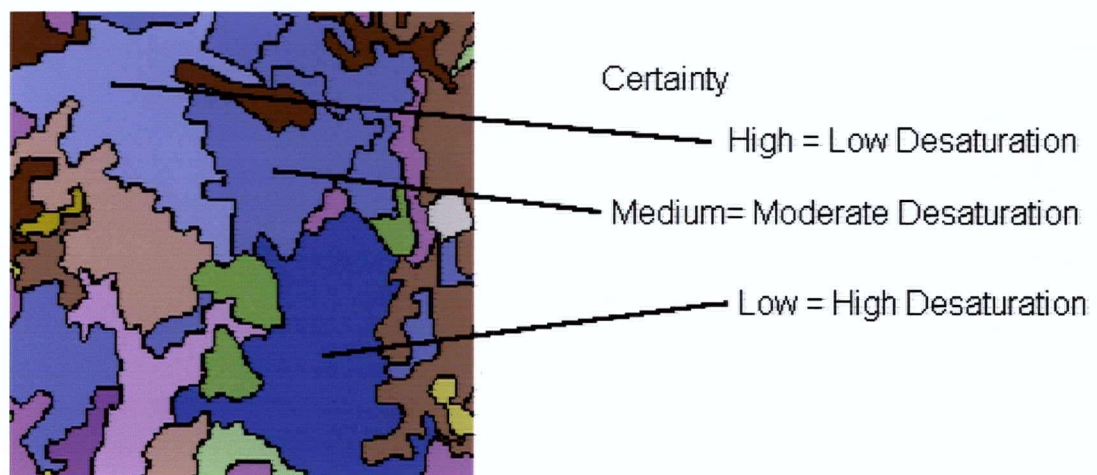 Certainty
High = Low Desaturation
Medium= Moderate Desaturation
Low = High Desaturation